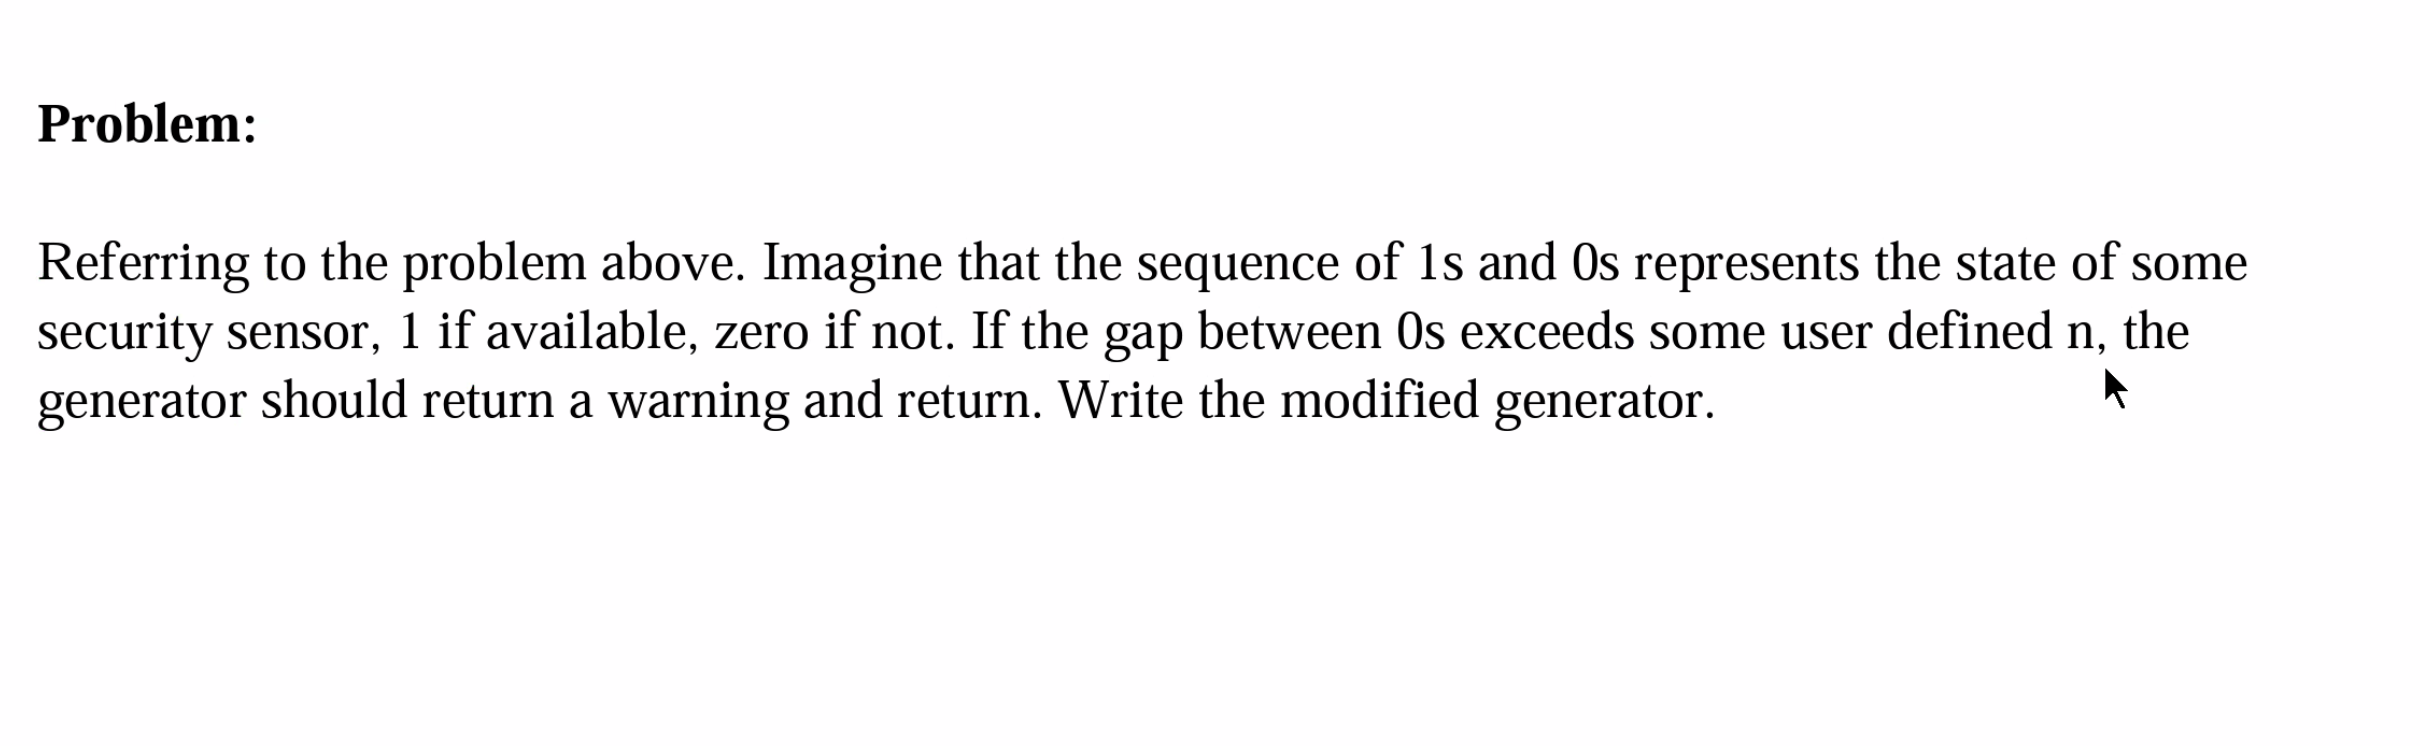 Problem:
Referring to the problem above. Imagine that the sequence of 1s and 0s represents the state of some
security sensor, 1 if available, zero if not. If the gap between 0s exceeds some user defined n, the
generator should return a warning and return. Write the modified generator.